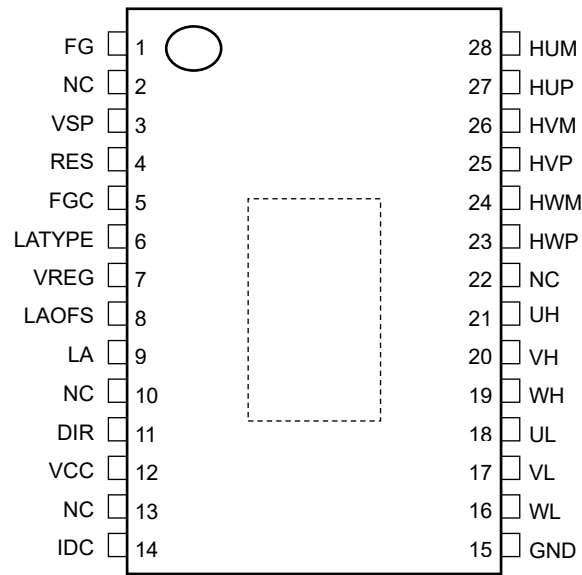 FG 1 28 HUM
NC 2 27 HUP
VSP 3 26 HVM
RES 4 25 HVP
FGC 5 24 HWM
LATYPE 6 23 HWP
VREG 7 22 NC
LAOFS 8 21 UH
LA 9 20 VH
NC 10 19 WH
DIR 11 18 UL
VCC 12 17 VL
NC 13 16 WL
IDC 14 15 GND